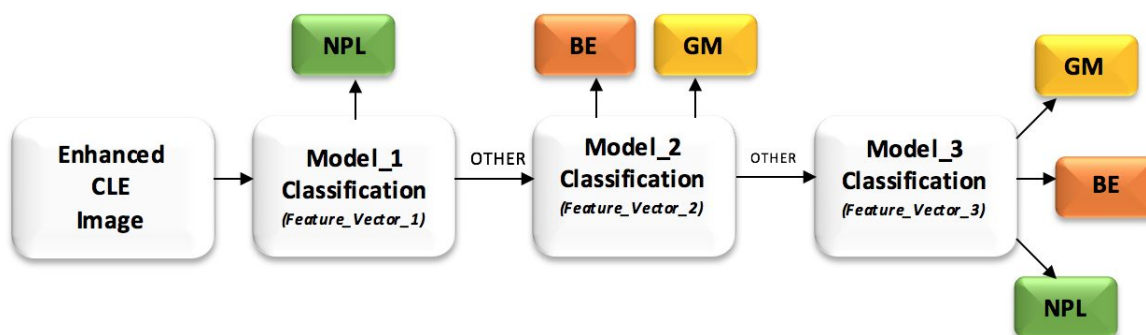 NPL
BE
GM
Enhanced
CLE
Image
Model_1
Classification
(Feature_Vector_1)
OTHER
Model_2
Classification
(Feature_Vector_2)
OTHER
Model_3
Classification
(Feature_Vector_3)
GM
BE
NPL